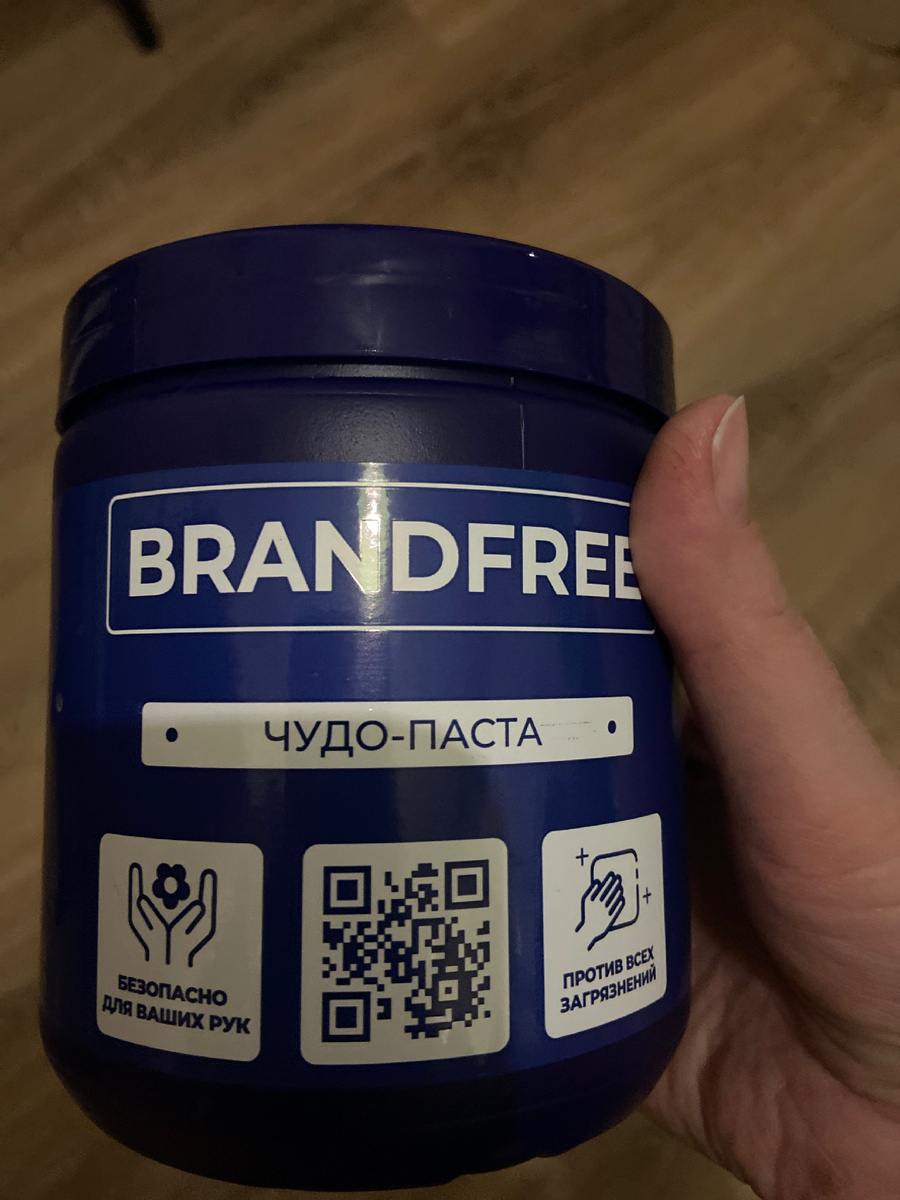 BRANDFREE
ЧУДО-ПАСТА
БЕЗОПАСНО
ДЛЯ ВАШИХ РУК
ПРОТИВ ВСЕХ
ЗАГРЯЗНЕНИЙ